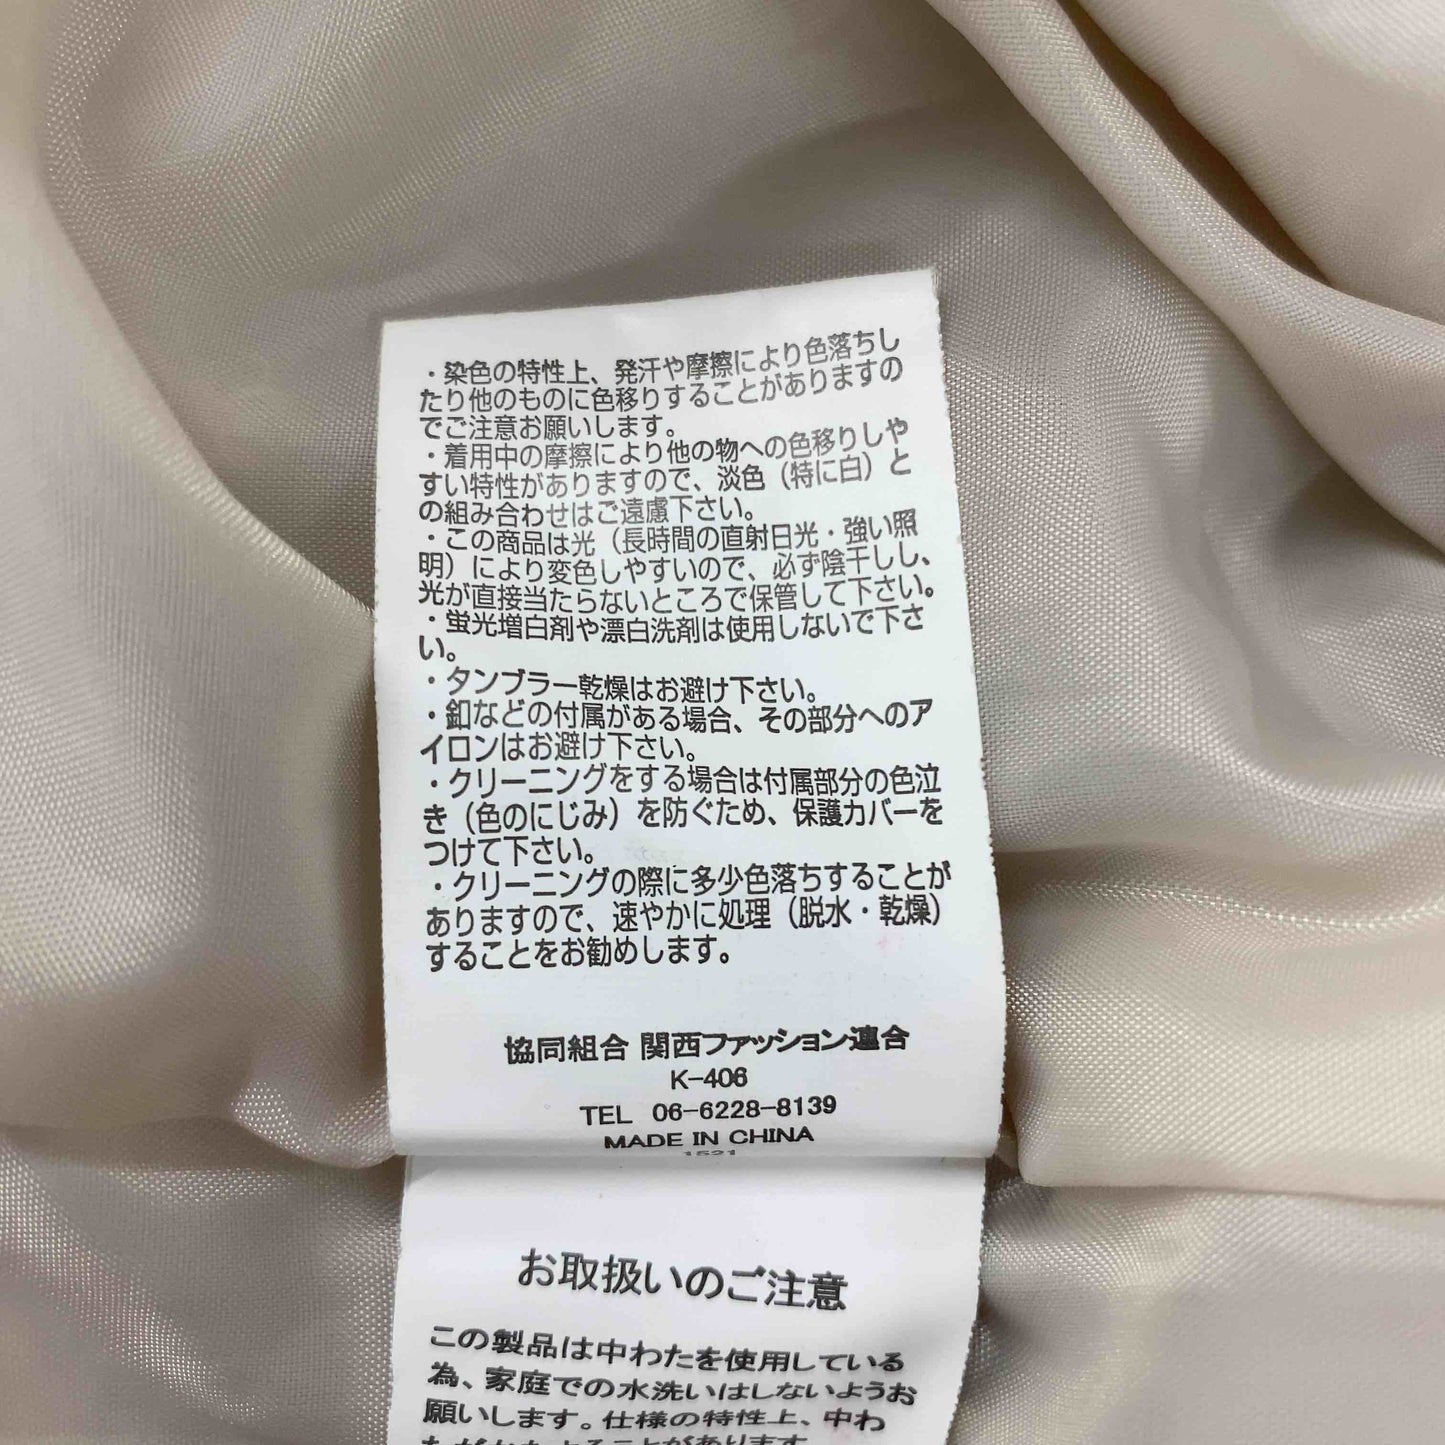 ・染色の特性上、発汗や摩擦により色落ちし
たり他のものに色移りすることがありますの
でご注意お願いします。
・着用中の摩擦により他の物への色移りしや
すい特性がありますので、淡色（特に白）と
の組み合わせはご遠慮下さい。
・この商品は光（長時間の直射日光・強い照
明）により変色しやすいので、必ず陰干しし、
光が直接当たらないところで保管して下さい。
・蛍光増白剤や漂白洗剤は使用しないで下さ
い。
・タンブラー乾燥はお避け下さい。
・釦などの付属がある場合、その部分へのア
イロンはお避け下さい。
・クリーニングをする場合は付属部分の色泣
き（色のにじみ）を防ぐため、保護カバーを
つけて下さい。
・クリーニングの際に多少色落ちすることが
ありますので、速やかに処理（脱水・乾燥）
することをお勧めします。
協同組合 関西ファッション連合
K-406
TEL 06-6228-8139
MADE IN CHINA
1521
お取扱いのご注意
この製品は中わたを使用している
為、家庭での水洗いはしないようお
願いします。仕様の特性上、中わ